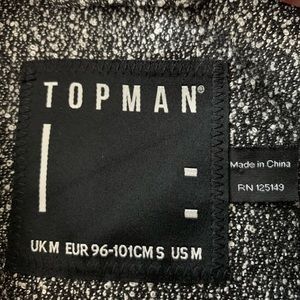 TOPMAN®
UK M EUR 96-101CM S US M
Made in China
RN 125149